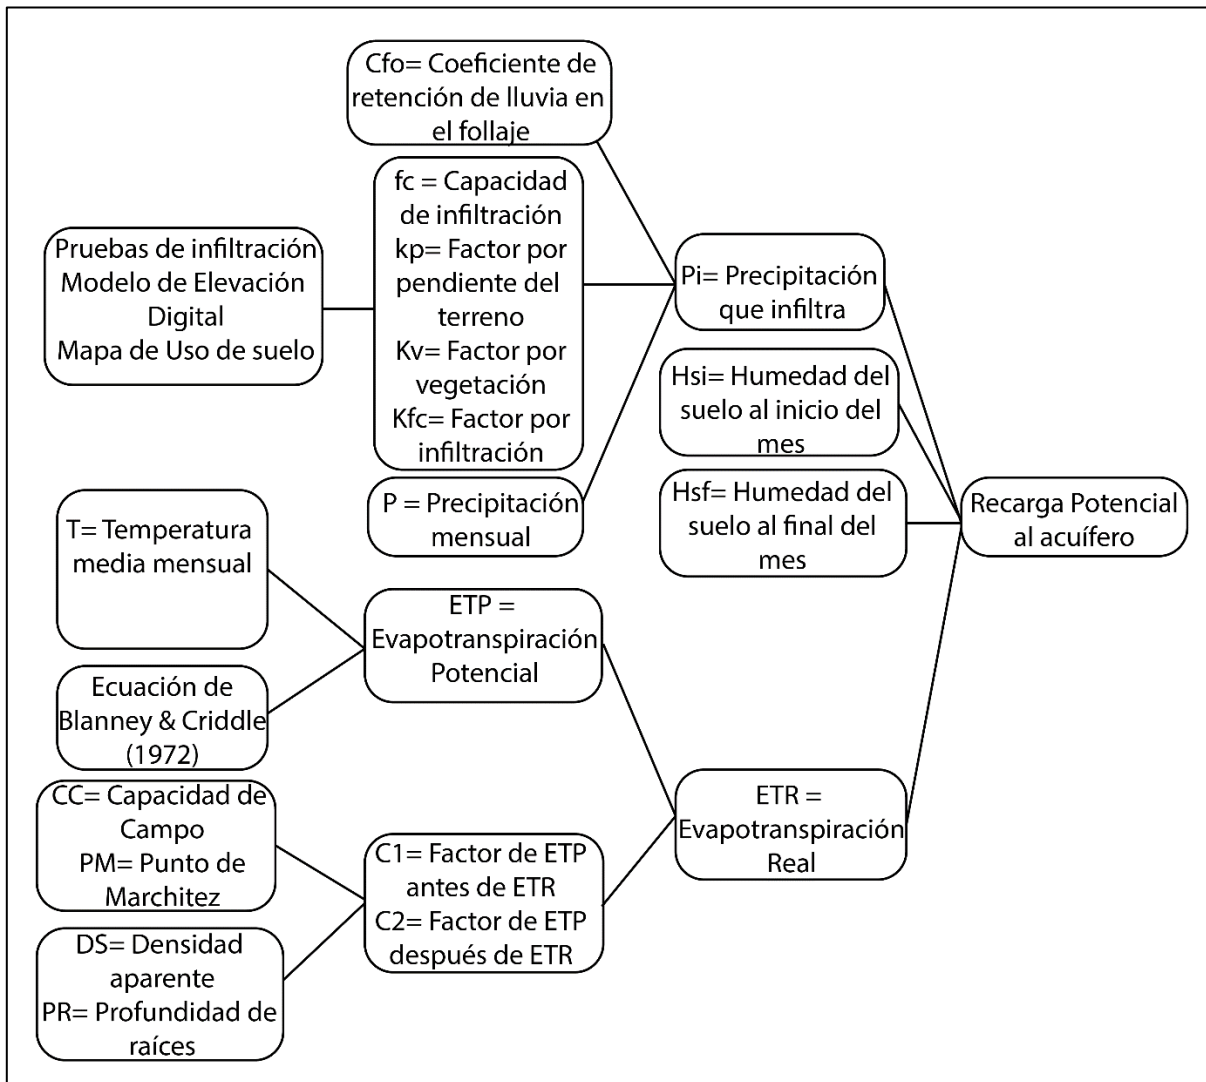 Cfo= Coeficiente de
retención de lluvia en
el follaje
fc = Capacidad
de infiltración
kp= Factor por
pendiente del
terreno
Kv= Factor por
vegetación
Kfc= Factor por
infiltración
Pruebas de infiltración
Modelo de Elevación
Digital
Mapa de Uso de suelo
P = Precipitación
mensual
Pi= Precipitación
que infiltra
Hsi= Humedad del
suelo al inicio del
mes
Hsf= Humedad del
suelo al final del
mes
Recarga Potencial
al acuífero
T= Temperatura
media mensual
Ecuación de
Blanney & Criddle
(1972)
ETP =
Evapotranspiración
Potencial
CC= Capacidad de
Campo
PM= Punto de
Marchitez
DS= Densidad
aparente
PR= Profundidad de
raíces
C1= Factor de ETP
antes de ETR
C2= Factor de ETP
después de ETR
ETR =
Evapotranspiración
Real